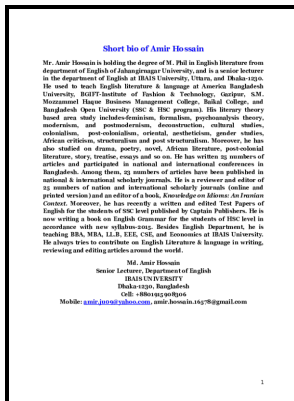 Short bio of Amir Hossain
Mr. Amir Hossain is holding the degree of M. Phil in English literature from
department of English of Jahangirnagar University, and is a senior lecturer
in the department of English at IBAIS University, Uttara, and Dhaka-1230.
He used to teach English literature & language at America Bangladesh
University, BGIFT-Institute of Fashion & Technology, Gazipur, S.M.
Mozzammel Haque Business Management College, Baikal College, and
Bangladesh Open University (SSC & HSC program). His literary theory
based area study includes-feminism, formalism, psychoanalysis theory,
modernism, and postmodernism, deconstruction, cultural studies,
colonialism, post-colonialism, oriental, aestheticism, gender studies,
African criticism, structuralism and post structuralism. Moreover, he has
also studied on drama, poetry, novel, African literature, post-colonial
literature, story, treatise, essays and so on. He has written 25 numbers of
articles and participated in national and international conferences in
Bangladesh. Among them, 23 numbers of articles have been published in
national & international scholarly journals. He is a reviewer and editor of
25 numbers of nation and international scholarly journals (online and
printed version) and an editor of a book, Knowledge on Idioms: An Iranian
Context. Moreover, he has recently a written and edited Test Papers of
English for the students of SSC level published by Captain Publishers. He is
now writing a book on English Grammar for the students of HSC level in
accordance with new syllabus-2015. Besides English Department, he is
teaching BBA, MBA, LL.B, EEE, CSE, and Economics at IBAIS University.
He always tries to contribute on English Literature & language in writing,
reviewing and editing articles around the world.
Md. Amir Hossain
Senior Lecturer, Department of English
IBAIS UNIVERSITY
Dhaka-1230, Bangladesh
Cell: +8801915908306
Mobile: amir.ju09@yahoo.com, amir.hossain.16578@gmail.com
1